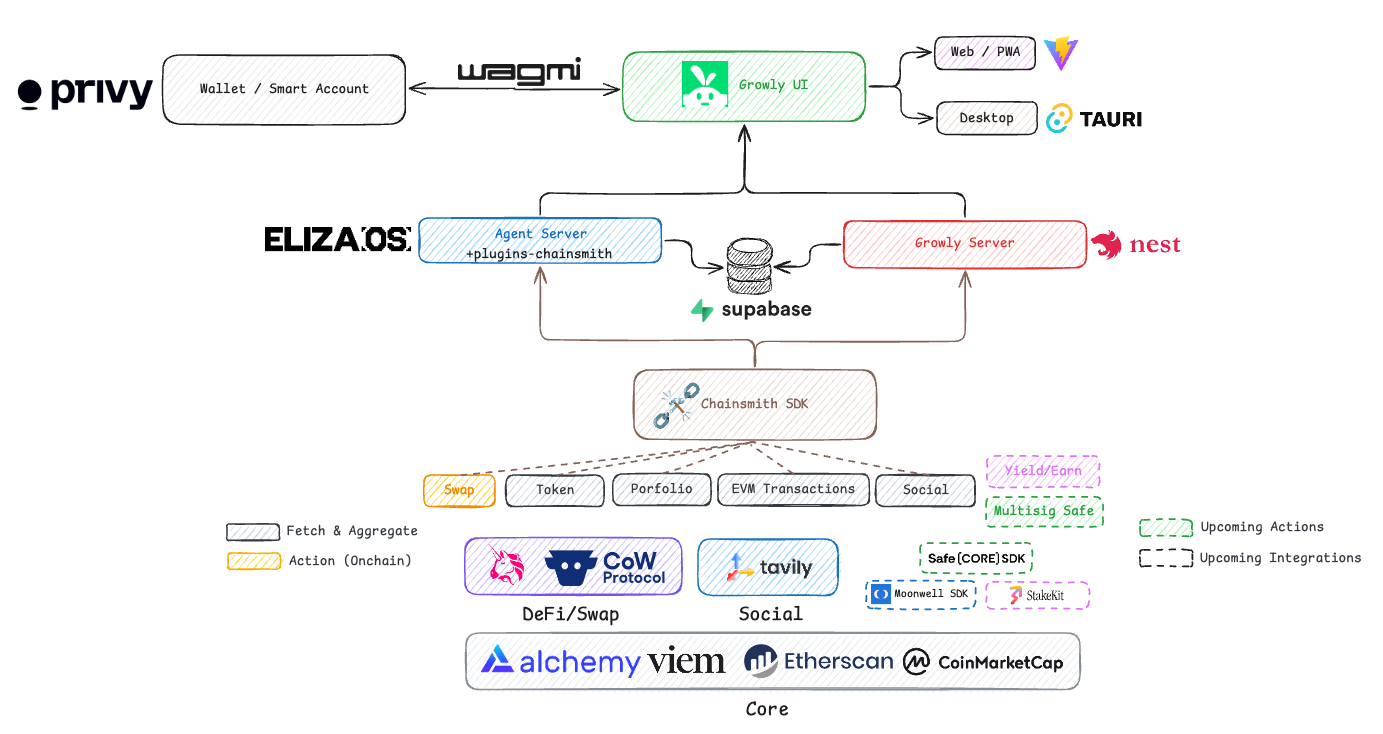 privy
Wallet / Smart Account
wagmi
Growly UI
Web / PWA
Desktop
TAURI
ELIZA[OS]
Agent Server
+plugins-chainsmith
supabase
Growly Server
nest
Chainsmith SDK
Swap
Token
Porfolio
EVM Transactions
Social
Yield/Earn
Multisig Safe
Fetch & Aggregate
Action (Onchain)
Upcoming Actions
Upcoming Integrations
CoW
Protocol
DeFi/Swap
tavily
Social
Safe{CORE}SDK
Moonwell SDK
StakeKit
alchemy
viem
Etherscan
CoinMarketCap
Core